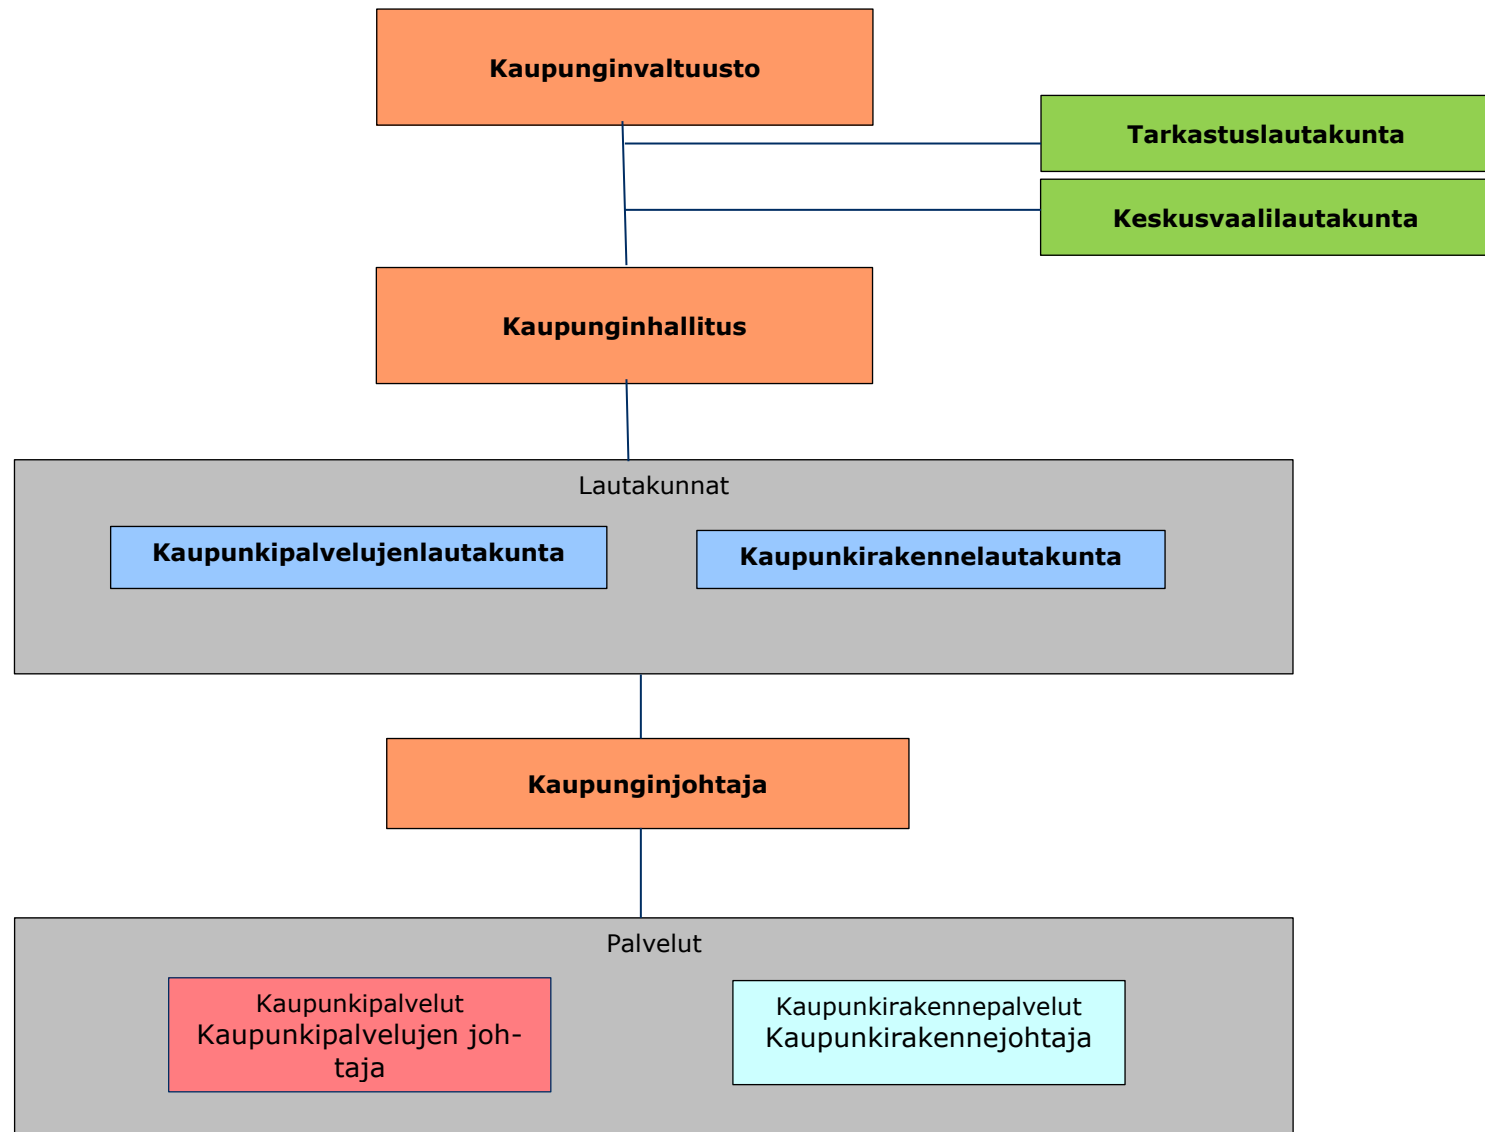 Kaupunginvaltuusto
Tarkastuslautakunta
Keskusvaalilautakunta
Kaupunginhallitus
Lautakunnat
Kaupunkipalvelujenlautakunta
Kaupunkirakennelautakunta
Kaupunginjohtaja
Palvelut
Kaupunkipalvelut
Kaupunkipalvelujen joh-
taja
Kaupunkirakennepalvelut
Kaupunkirakennejohtaja